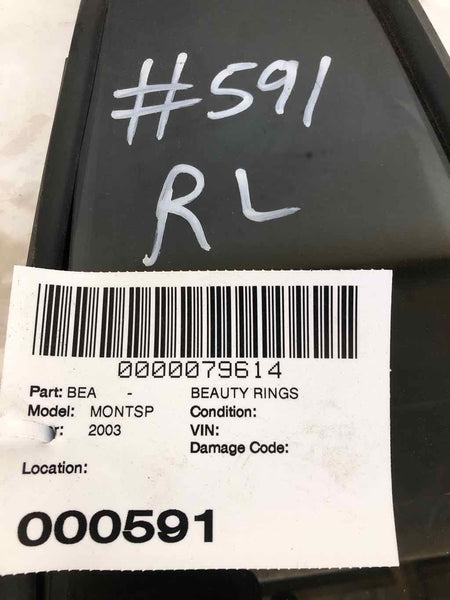 #591
RL
0000079614
Part: BEA - BEAUTY RINGS
Model: MONTSP Condition:
r: 2003 VIN:
Damage Code:
Location:
000591